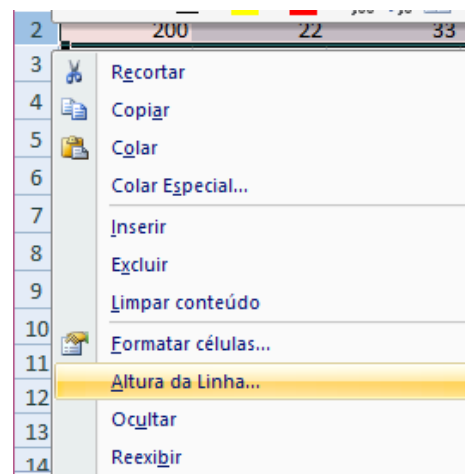 2 200 22 33
3 Recortar
4 Copiar
5 Colar
6 Colar Especial...
7 Inserir
8 Excluir
9 Limpar conteúdo
10 Formatar células...
11
12 Altura da Linha...
13 Ocultar
14 Reexibir